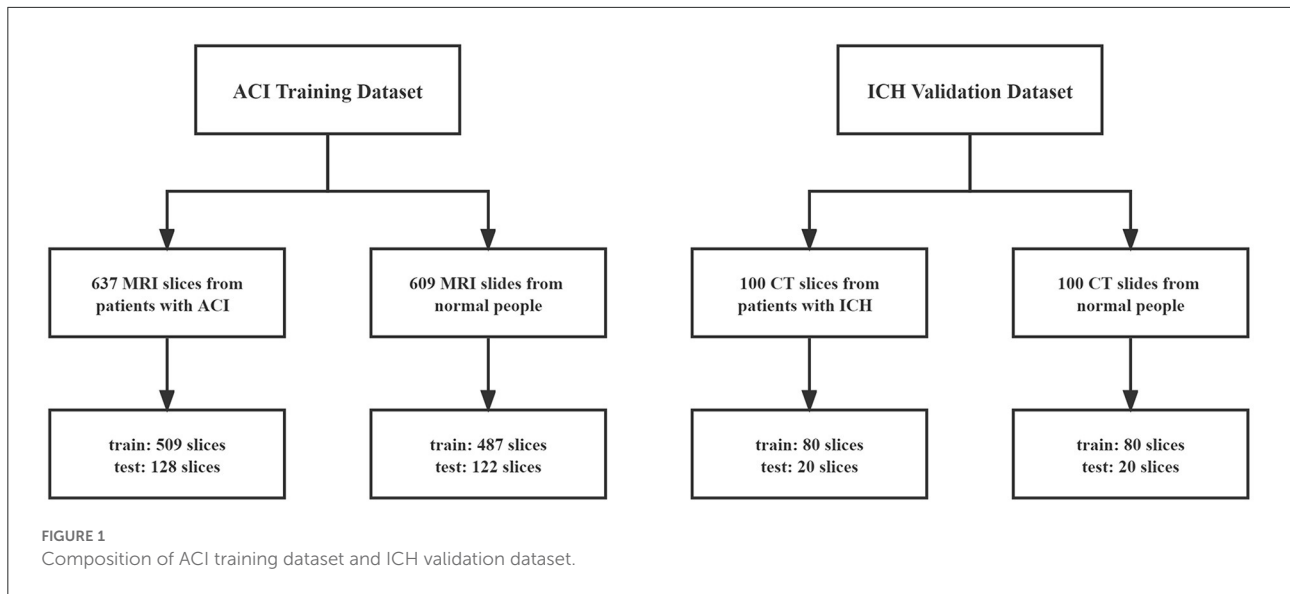 ACI Training Dataset
ICH Validation Dataset
637 MRI slices from
patients with ACI
609 MRI slides from
normal people
100 CT slices from
patients with ICH
100 CT slides from
normal people
train: 509 slices
test: 128 slices
train: 487 slices
test: 122 slices
train: 80 slices
test: 20 slices
train: 80 slices
test: 20 slices
FIGURE 1
Composition of ACI training dataset and ICH validation dataset.